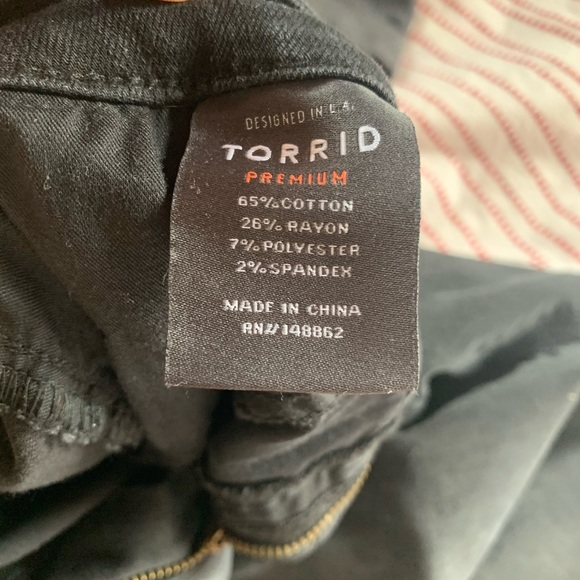 DESIGNED IN L.A.
TORRID
PREMIUM
65% COTTON
26% RAYON
7% POLYESTER
2% SPANDEX
MADE IN CHINA
RN// 148862